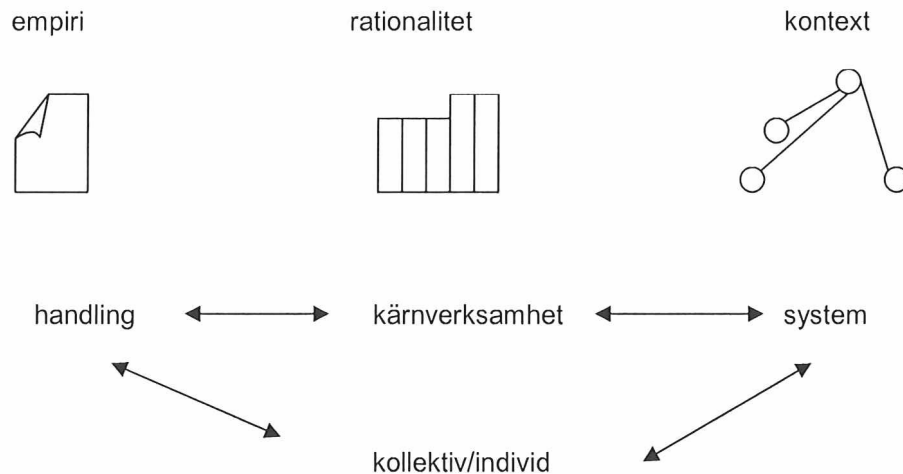 empiri rationalitet kontext
handling kärnverksamhet system
kollektiv/individ